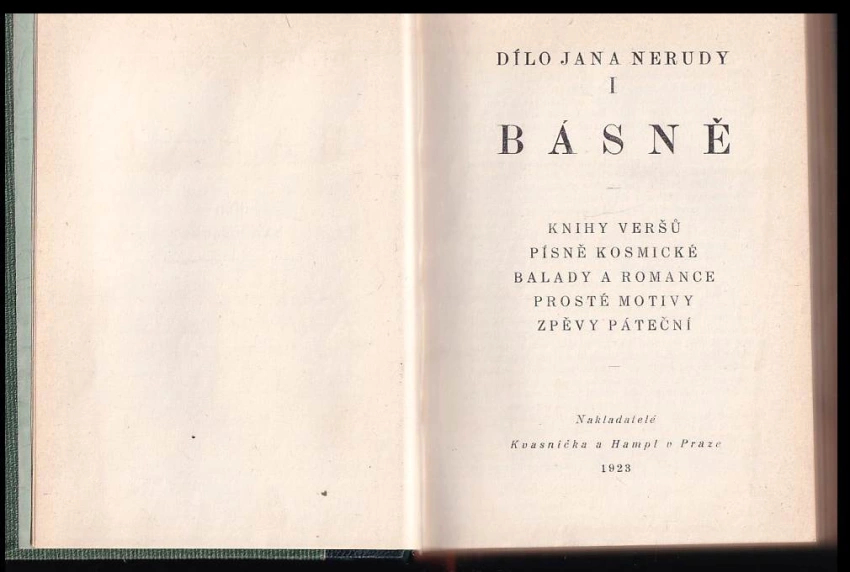 DÍLO JANA NERUDY
I
BÁSNĚ
KNIHY VERŠŮ
PÍSNĚ KOSMICKÉ
BALADY A ROMANCE
PROSTÉ MOTIVY
ZPĚVY PÁTEČNÍ
Nakladatelé
Kvasnička a Hampl v Praze
1923